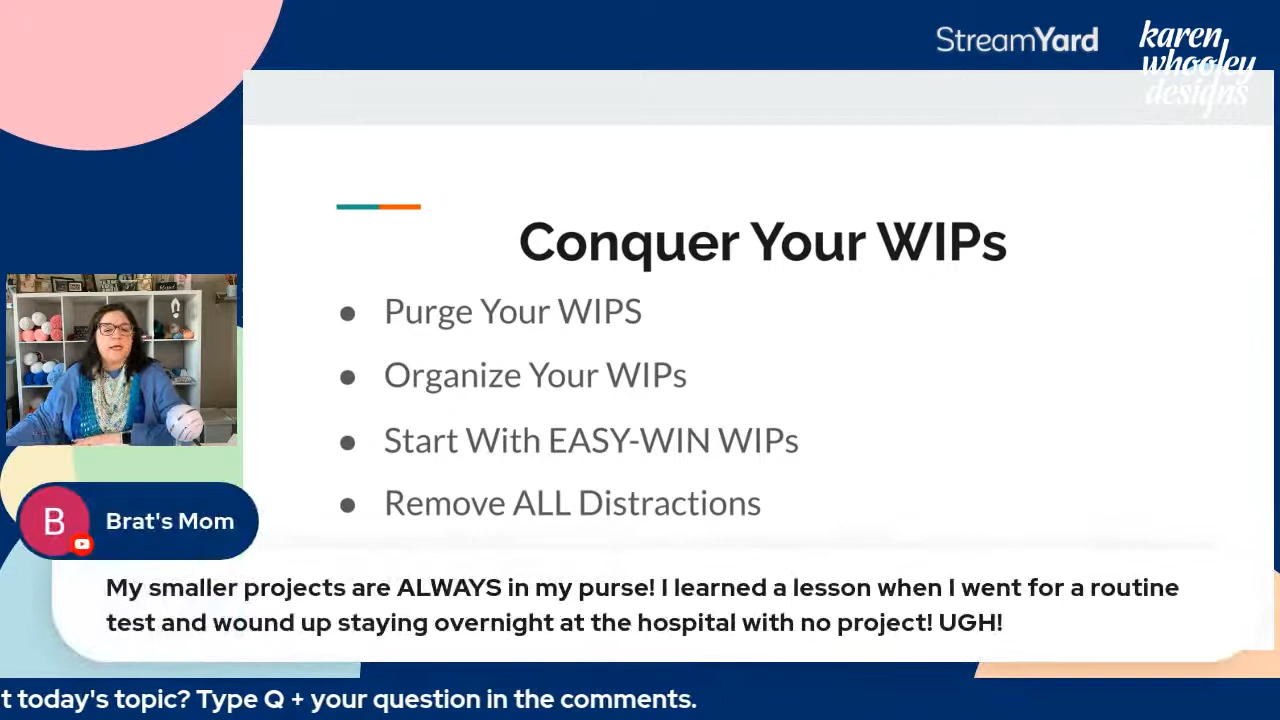 StreamYard
karen
whooley
designs
Conquer Your WIPs
● Purge Your WIPS
● Organize Your WIPs
● Start With EASY-WIN WIPs
● Remove ALL Distractions
B
Brat's Mom
My smaller projects are ALWAYS in my purse! I learned a lesson when I went for a routine
test and wound up staying overnight at the hospital with no project! UGH!
t today's topic? Type Q + your question in the comments.